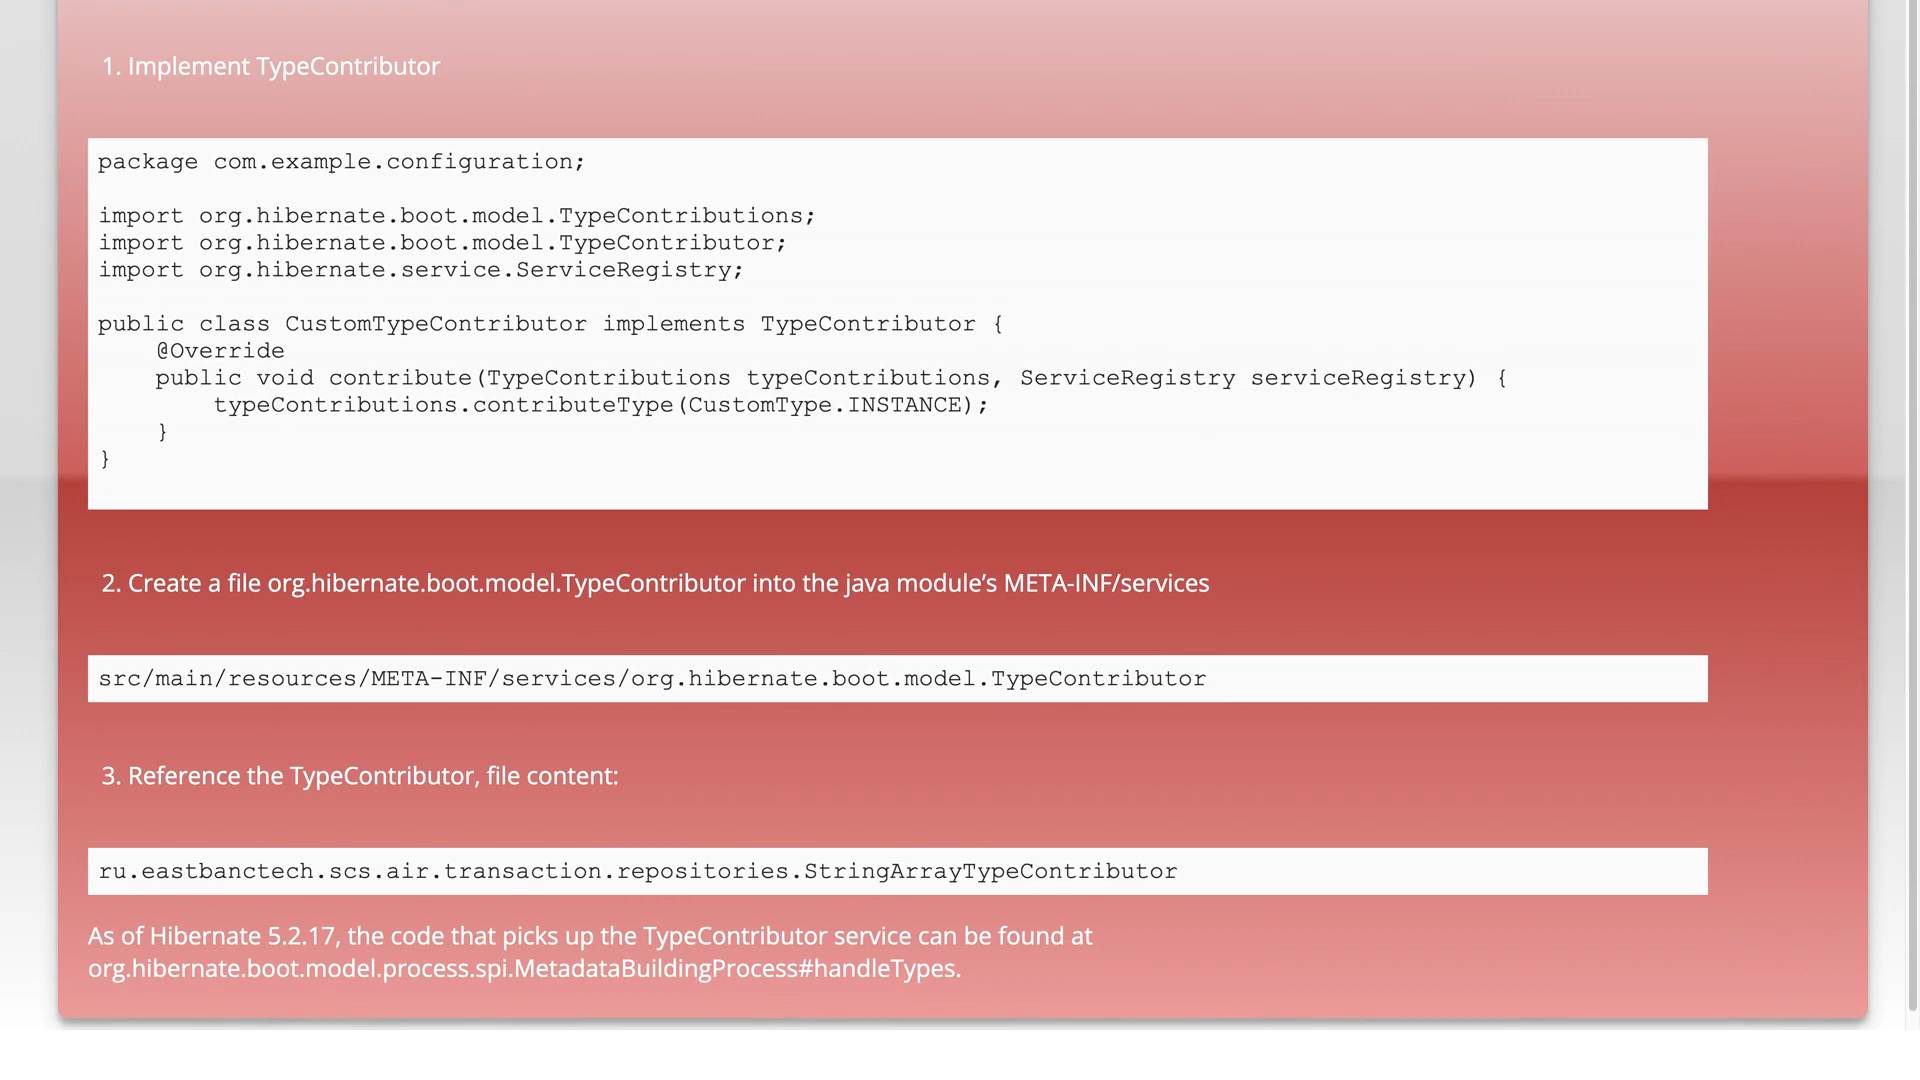 1. Implement TypeContributor
package com.example.configuration;
import org.hibernate.boot.model.TypeContributions;
import org.hibernate.boot.model.TypeContributor;
import org.hibernate.service.ServiceRegistry;
public class CustomTypeContributor implements TypeContributor {
    @Override
    public void contribute(TypeContributions typeContributions, ServiceRegistry serviceRegistry) {
        typeContributions.contributeType(CustomType.INSTANCE);
    }
}
2. Create a file org.hibernate.boot.model.TypeContributor into the java module’s META-INF/services
src/main/resources/META-INF/services/org.hibernate.boot.model.TypeContributor
3. Reference the TypeContributor, file content:
ru.eastbanctech.scs.air.transaction.repositories.StringArrayTypeContributor
As of Hibernate 5.2.17, the code that picks up the TypeContributor service can be found at
org.hibernate.boot.model.process.spi.MetadataBuildingProcess#handleTypes.